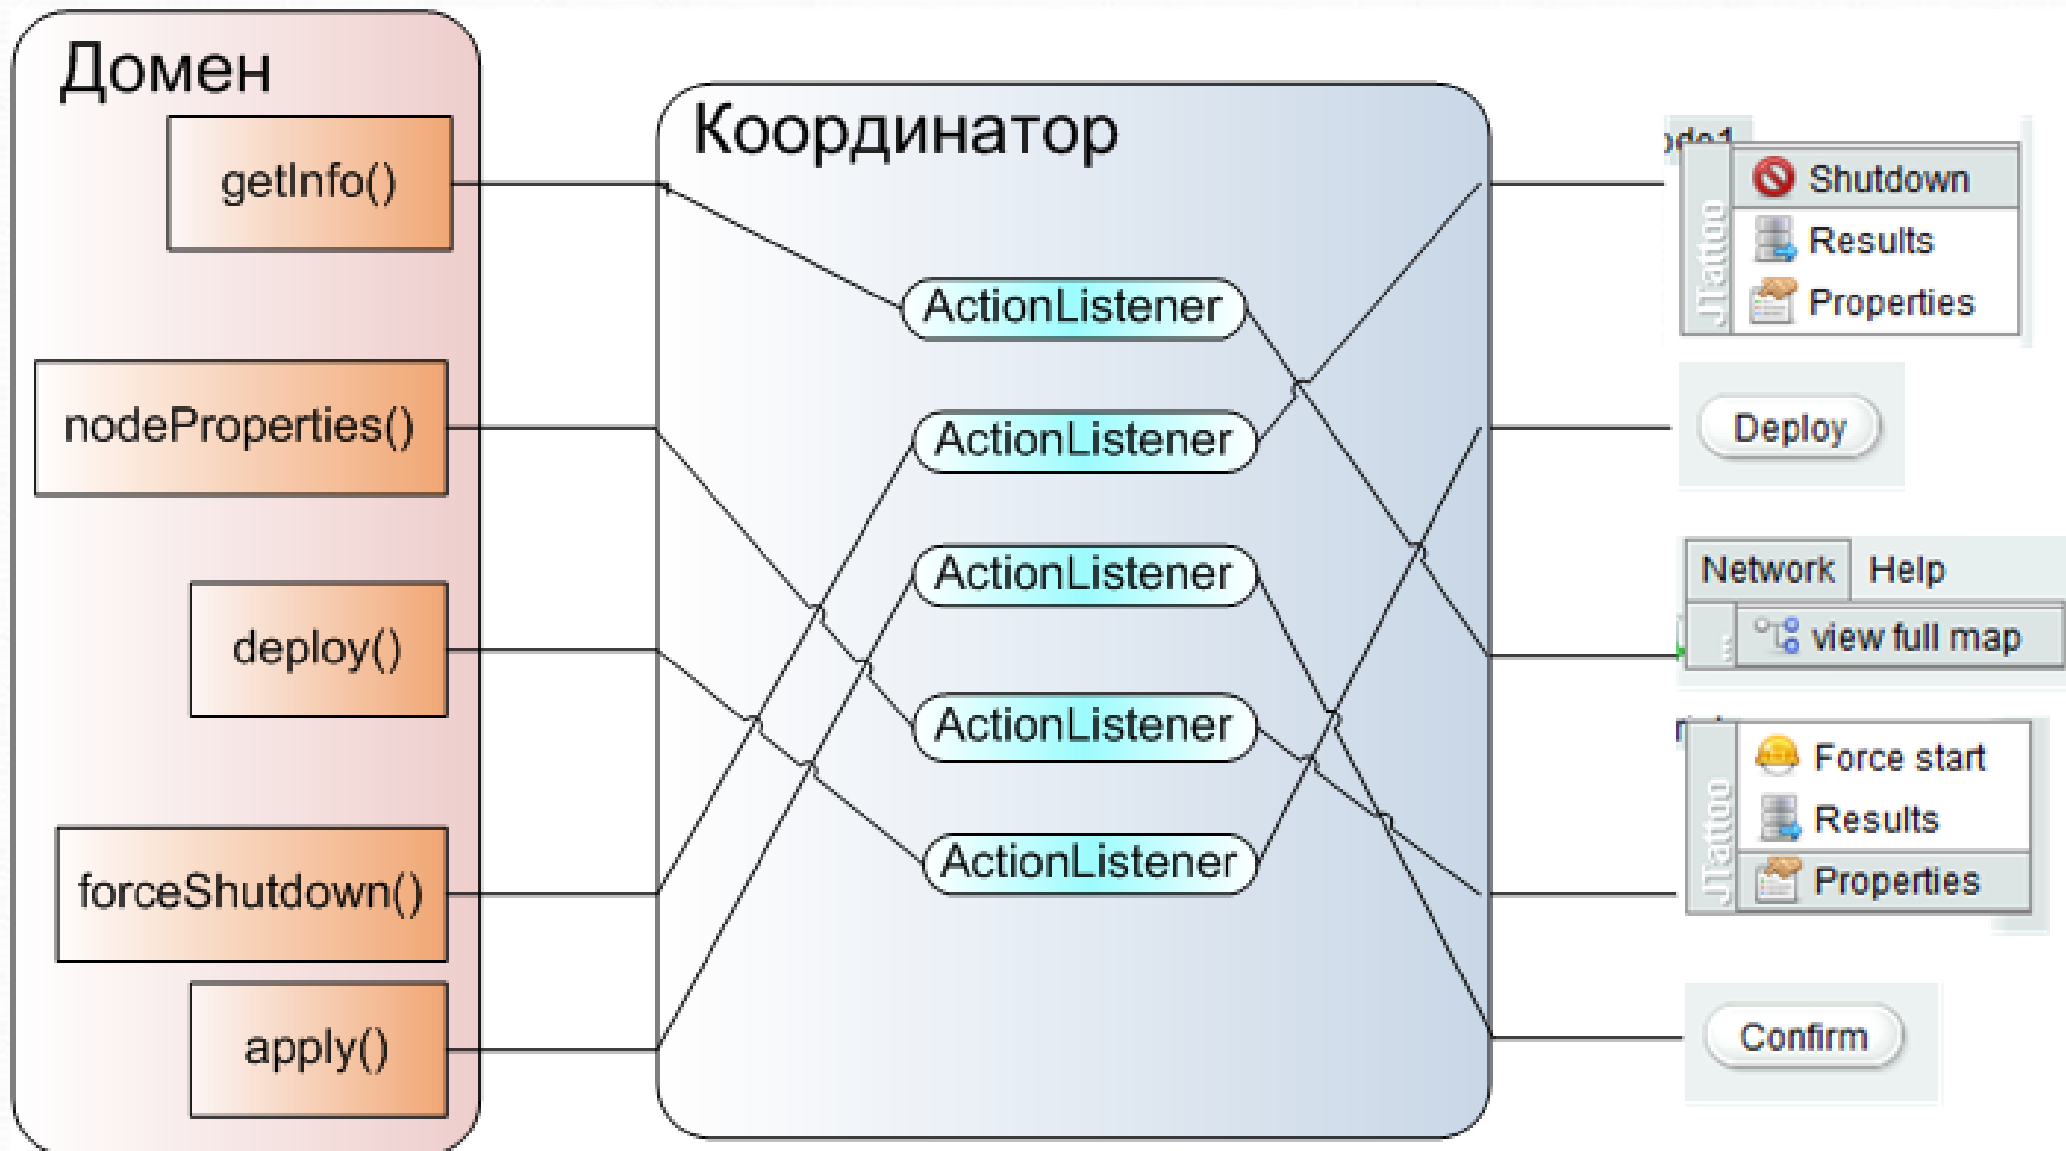 Домен
getInfo()
nodeProperties()
deploy()
forceShutdown()
apply()
Координатор
ActionListener
ActionListener
ActionListener
ActionListener
ActionListener
JTattoo
Shutdown
Results
Properties
Deploy
Network Help
view full map
JTattoo
Force start
Results
Properties
Confirm